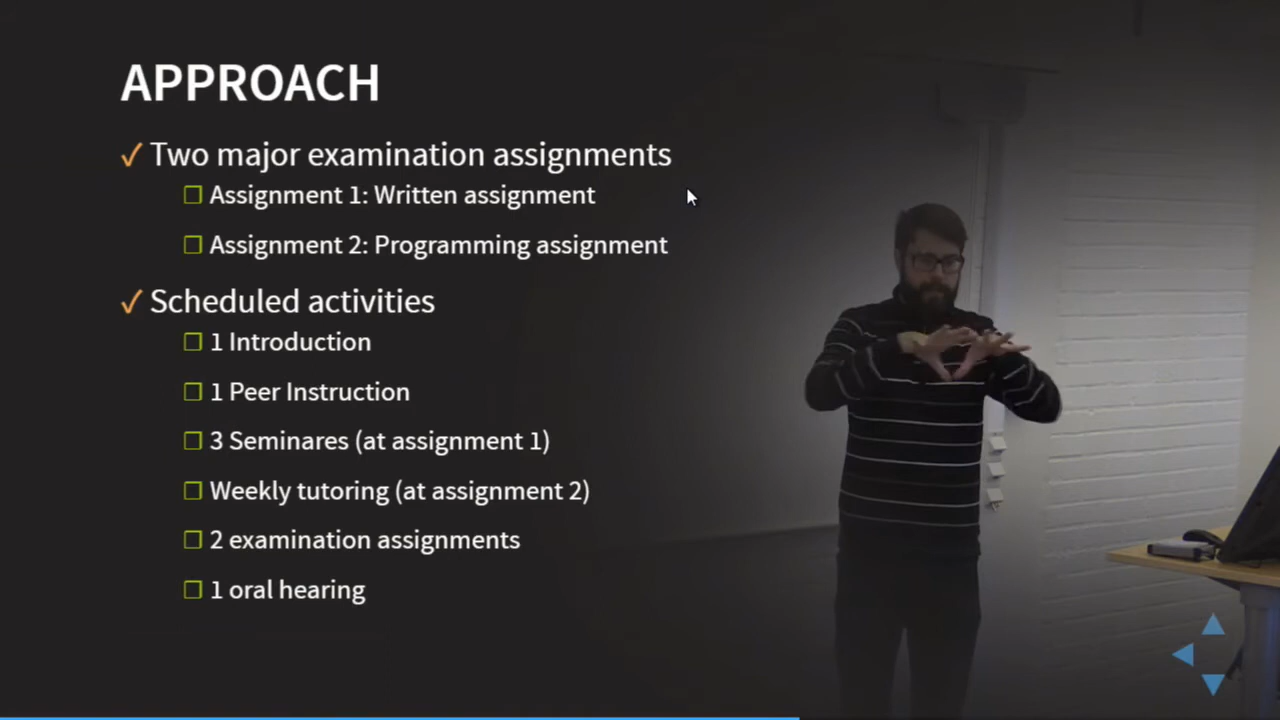 APPROACH
✓ Two major examination assignments
❐ Assignment 1: Written assignment
❐ Assignment 2: Programming assignment
✓ Scheduled activities
❐ 1 Introduction
❐ 1 Peer Instruction
❐ 3 Seminares (at assignment 1)
❐ Weekly tutoring (at assignment 2)
❐ 2 examination assignments
❐ 1 oral hearing